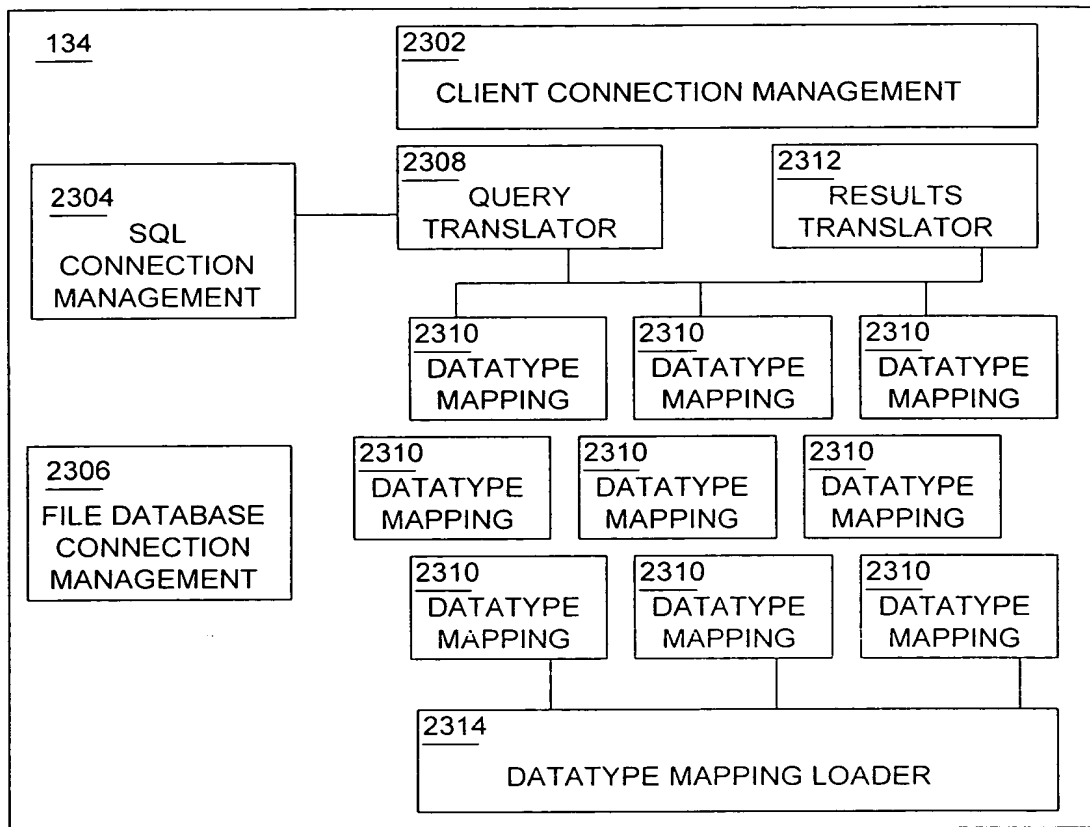 134
2302
CLIENT CONNECTION MANAGEMENT
2304
SQL
CONNECTION
MANAGEMENT
2308
QUERY
TRANSLATOR
2312
RESULTS
TRANSLATOR
2310
DATATYPE
MAPPING
2310
DATATYPE
MAPPING
2310
DATATYPE
MAPPING
2306
FILE DATABASE
CONNECTION
MANAGEMENT
2310
DATATYPE
MAPPING
2310
DATATYPE
MAPPING
2310
DATATYPE
MAPPING
2310
DATATYPE
MAPPING
2310
DATATYPE
MAPPING
2310
DATATYPE
MAPPING
2314
DATATYPE MAPPING LOADER